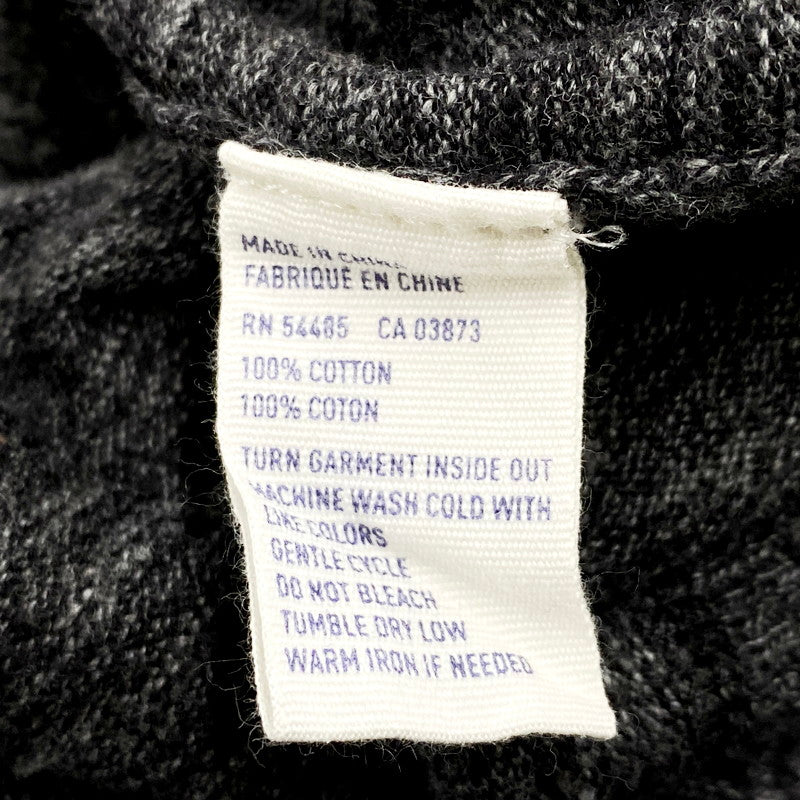 MADE IN CHINA
FABRIQUÉ EN CHINE
RN 54485 CA 03873
100% COTTON
100% COTON
TURN GARMENT INSIDE OUT
MACHINE WASH COLD WITH
LIKE COLORS
GENTLE CYCLE
DO NOT BLEACH
TUMBLE DRY LOW
WARM IRON IF NEEDED